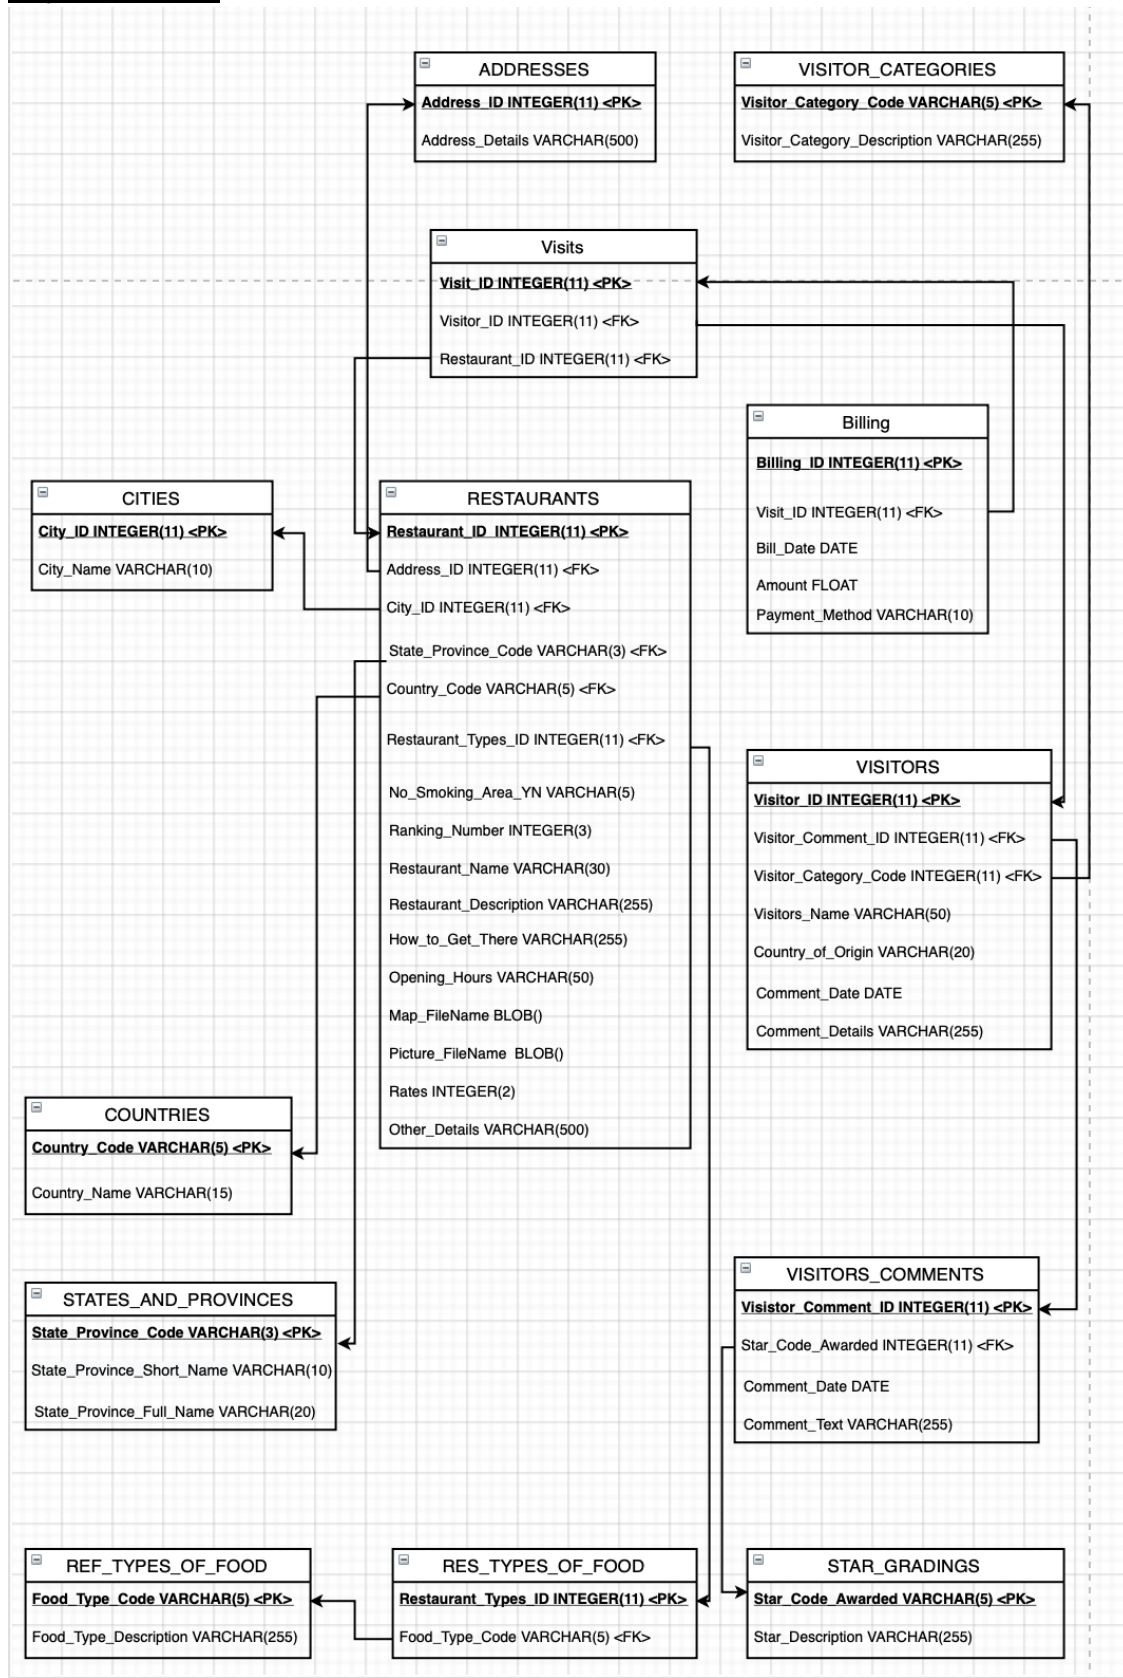 ADDRESSES
Address_ID INTEGER(11) <PK>
Address_Details VARCHAR(500)
VISITOR_CATEGORIES
Visitor_Category_Code VARCHAR(5) <PK>
Visitor_Category_Description VARCHAR(255)
Visits
Visit_ID INTEGER(11) <PK>
Visitor_ID INTEGER(11) <FK>
Restaurant_ID INTEGER(11) <FK>
Billing
Billing_ID INTEGER(11) <PK>
Visit_ID INTEGER(11) <FK>
Bill_Date DATE
Amount FLOAT
Payment_Method VARCHAR(10)
CITIES
City_ID INTEGER(11) <PK>
City_Name VARCHAR(10)
RESTAURANTS
Restaurant_ID INTEGER(11) <PK>
Address_ID INTEGER(11) <FK>
City_ID INTEGER(11) <FK>
State_Province_Code VARCHAR(3) <FK>
Country_Code VARCHAR(5) <FK>
Restaurant_Types_ID INTEGER(11) <FK>
No_Smoking_Area_YN VARCHAR(5)
Ranking_Number INTEGER(3)
Restaurant_Name VARCHAR(30)
Restaurant_Description VARCHAR(255)
How_to_Get_There VARCHAR(255)
Opening_Hours VARCHAR(50)
Map_FileName BLOB()
Picture_FileName BLOB()
Rates INTEGER(2)
Other_Details VARCHAR(500)
VISITORS
Visitor_ID INTEGER(11) <PK>
Visitor_Comment_ID INTEGER(11) <FK>
Visitor_Category_Code INTEGER(11) <FK>
Visitors_Name VARCHAR(50)
Country_of_Origin VARCHAR(20)
Comment_Date DATE
Comment_Details VARCHAR(255)
COUNTRIES
Country_Code VARCHAR(5) <PK>
Country_Name VARCHAR(15)
STATES_AND_PROVINCES
State_Province_Code VARCHAR(3) <PK>
State_Province_Short_Name VARCHAR(10)
State_Province_Full_Name VARCHAR(20)
VISITORS_COMMENTS
Visistor_Comment_ID INTEGER(11) <PK>
Star_Code_Awarded INTEGER(11) <FK>
Comment_Date DATE
Comment_Text VARCHAR(255)
REF_TYPES_OF_FOOD
Food_Type_Code VARCHAR(5) <PK>
Food_Type_Description VARCHAR(255)
RES_TYPES_OF_FOOD
Restaurant_Types_ID INTEGER(11) <PK>
Food_Type_Code VARCHAR(5) <FK>
STAR_GRADINGS
Star_Code_Awarded VARCHAR(5) <PK>
Star_Description VARCHAR(255)